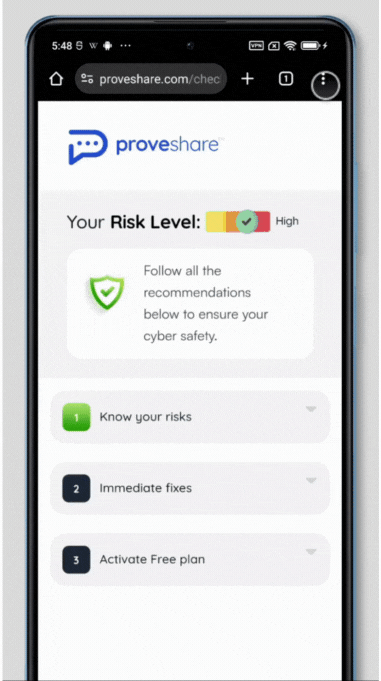 5:48
VPN
proveshare.com/chec
1
proveshare™
Your Risk Level:
High
Follow all the
recommendations
below to ensure your
cyber safety.
1
Know your risks
2
Immediate fixes
3
Activate Free plan